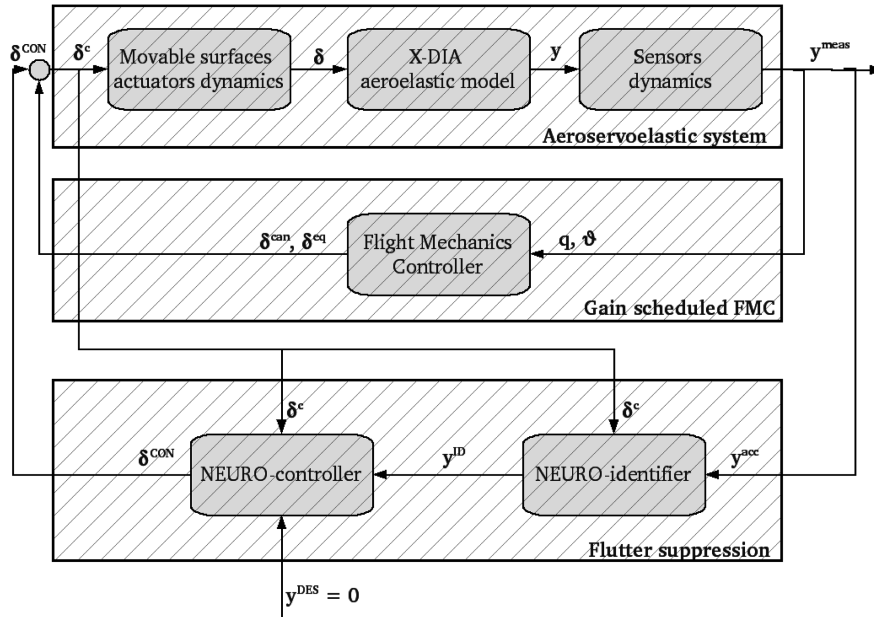 δ^CON δ^c
Movable surfaces
actuators dynamics
δ
X-DIA
aeroelastic model
y
Sensors
dynamics
y^meas
Aeroservoelastic system
δ^can, δ^eq
Flight Mechanics
Controller
q, ϑ
Gain scheduled FMC
δ^c
δ^c
δ^CON
NEURO-controller
y^ID
NEURO-identifier
y^acc
Flutter suppression
y^DES = 0